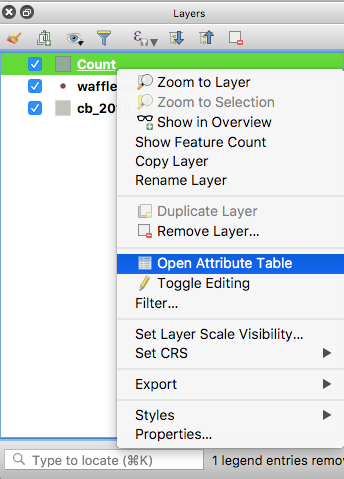 Layers
Count
waffle
cb_20
Zoom to Layer
Zoom to Selection
Show in Overview
Show Feature Count
Copy Layer
Rename Layer
Duplicate Layer
Remove Layer...
Open Attribute Table
Toggle Editing
Filter...
Set Layer Scale Visibility...
Set CRS
Export
Styles
Properties...
Type to locate (⌘K)
1 legend entries remov